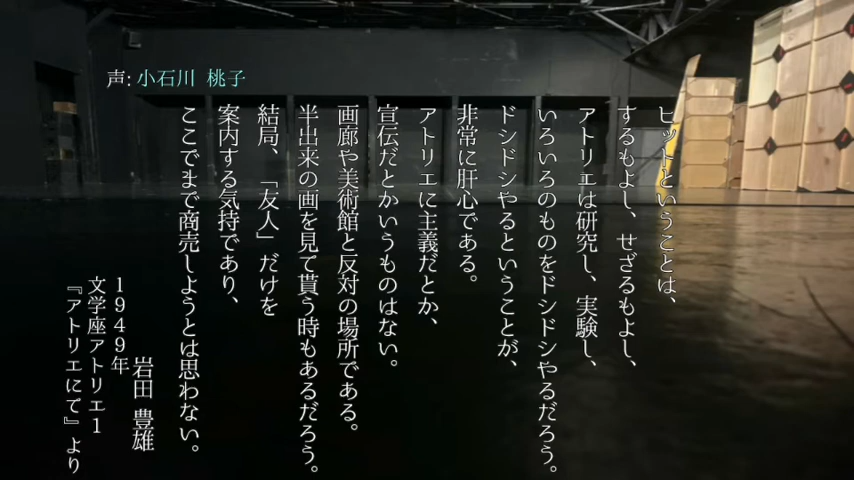 声: 小石川 桃子
ヒットということは、
するもよし、せざるもよし、
アトリエは研究し、実験し、
いろいろのものをドシドシやるだろう。
ドシドシやるということが、
非常に肝心である。
アトリエに主義だとか、
宣伝だとかいうものはない。
画廊や美術館と反対の場所である。
半出来の画を見て貰う時もあるだろう。
結局、「友人」だけを
案内する気持であり、
ここでまで商売しようとは思わない。
岩田 豊雄
1949年
文学座アトリエ1
『アトリエにて』より